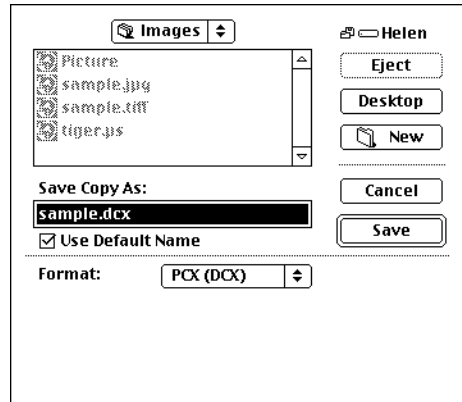 Images
Helen
Picture
sample.jpg
sample.tiff
tiger.ps
Eject
Desktop
New
Save Copy As:
sample.dcx
Use Default Name
Cancel
Save
Format:
PCX (DCX)